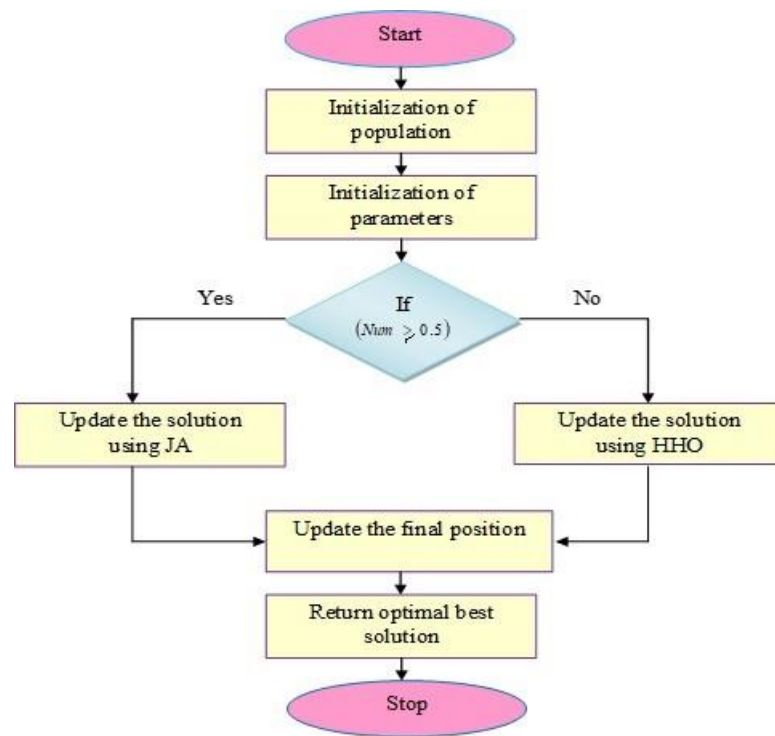 Start
Initialization of
population
Initialization of
parameters
Yes
If
No
(Num > 0.5)
Update the solution
using JA
Update the solution
using HHO
Update the final position
Return optimal best
solution
Stop